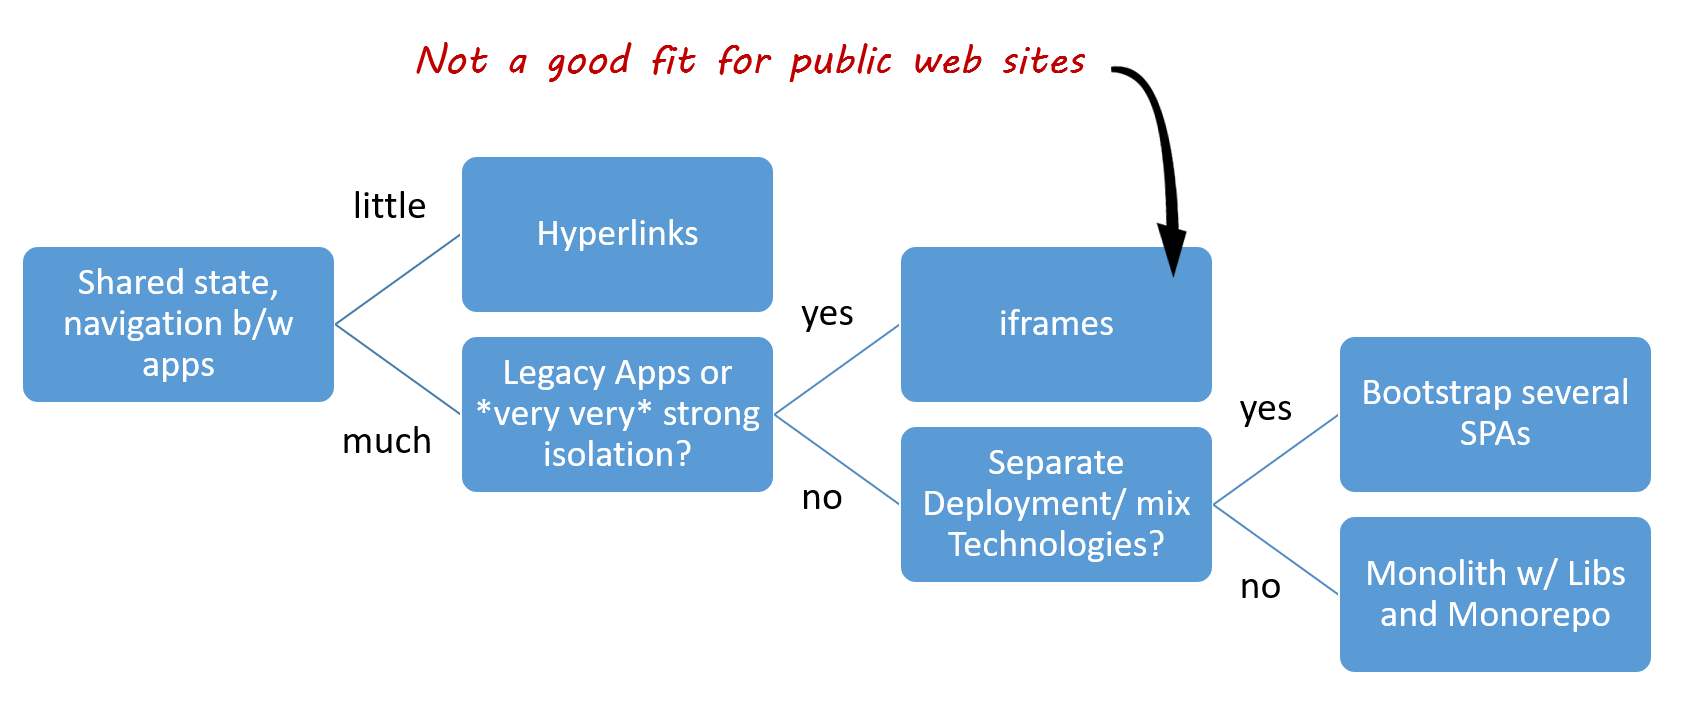 Not a good fit for public web sites
little
Hyperlinks
Shared state,
navigation b/w
apps
much
Legacy Apps or
*very very* strong
isolation?
yes
iframes
no
Separate
Deployment/ mix
Technologies?
yes
Bootstrap several
SPAs
no
Monolith w/ Libs
and Monorepo